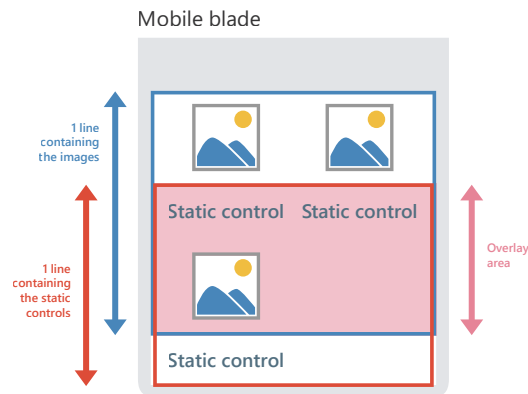 Mobile blade
1 line
containing
the images
Static control
Static control
Overlay
area
1 line
containing
the static
controls
Static control